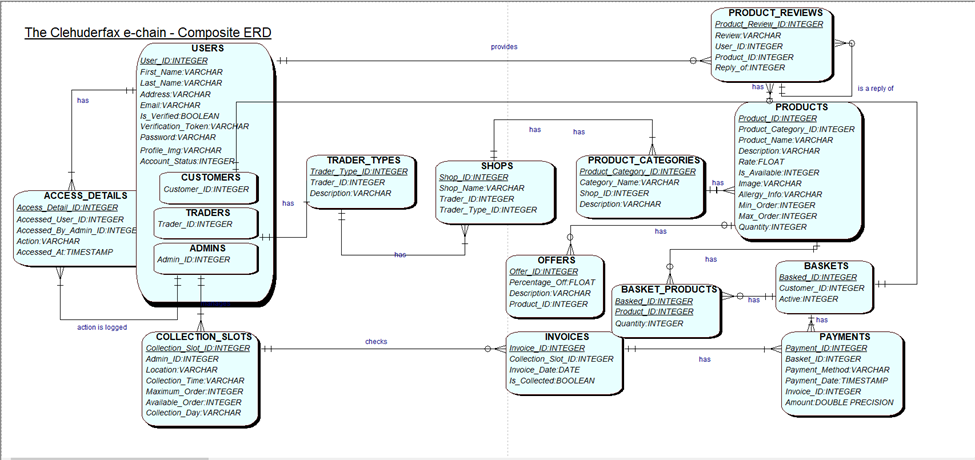 The Clehuderfax e-chain - Composite ERD
USERS
User_ID:INTEGER
First_Name:VARCHAR
Last_Name:VARCHAR
Address:VARCHAR
Email:VARCHAR
Is_Verified:BOOLEAN
Verification_Token:VARCHAR
Password:VARCHAR
Profile_Img:VARCHAR
Account_Status:INTEGER
CUSTOMERS
Customer_ID:INTEGER
TRADERS
Trader_ID:INTEGER
ADMINS
Admin_ID:INTEGER
provides
PRODUCT_REVIEWS
Product_Review_ID:INTEGER
Review:VARCHAR
User_ID:INTEGER
Product_ID:INTEGER
Reply_of:INTEGER
is a reply of
has
has
ACCESS_DETAILS
Access_Detail_ID:INTEGER
Accessed_User_ID:INTEGER
Accessed_By_Admin_ID:INTEGE
Action:VARCHAR
Accessed_At:TIMESTAMP
action is logged
has
TRADER_TYPES
Trader_Type_ID:INTEGER
Trader_ID:INTEGER
Trader_Type:VARCHAR
has
SHOPS
Shop_ID:INTEGER
Shop_Name:VARCHAR
Trader_ID:INTEGER
Trader_Type_ID:INTEGER
has
has
PRODUCT_CATEGORIES
Product_Category_ID:INTEGER
Category_Name:VARCHAR
Shop_ID:INTEGER
Description:VARCHAR
has
PRODUCTS
Product_ID:INTEGER
Product_Category_ID:INTEGER
Product_Name:VARCHAR
Description:VARCHAR
Rate:FLOAT
Is_Available:INTEGER
Image:VARCHAR
Allergy_Info:VARCHAR
Min_Order:INTEGER
Max_Order:INTEGER
Quantity:INTEGER
has
has
OFFERS
Offer_ID:INTEGER
Percentage_Off:FLOAT
Description:VARCHAR
Product_ID:INTEGER
BASKET_PRODUCTS
Basked_ID:INTEGER
Product_ID:INTEGER
Quantity:INTEGER
has
BASKETS
Basked_ID:INTEGER
Customer_ID:INTEGER
Active:INTEGER
has
COLLECTION_SLOTS
Collection_Slot_ID:INTEGER
Admin_ID:INTEGER
Location:VARCHAR
Collection_Time:VARCHAR
Maximum_Order:INTEGER
Available_Order:INTEGER
Collection_Day:VARCHAR
checks
INVOICES
Invoice_ID:INTEGER
Collection_Slot_ID:INTEGER
Invoice_Date:DATE
Is_Collected:BOOLEAN
has
PAYMENTS
Payment_ID:INTEGER
Basket_ID:INTEGER
Payment_Method:VARCHAR
Payment_Date:TIMESTAMP
Invoice_ID:INTEGER
Amount:DOUBLE PRECISION